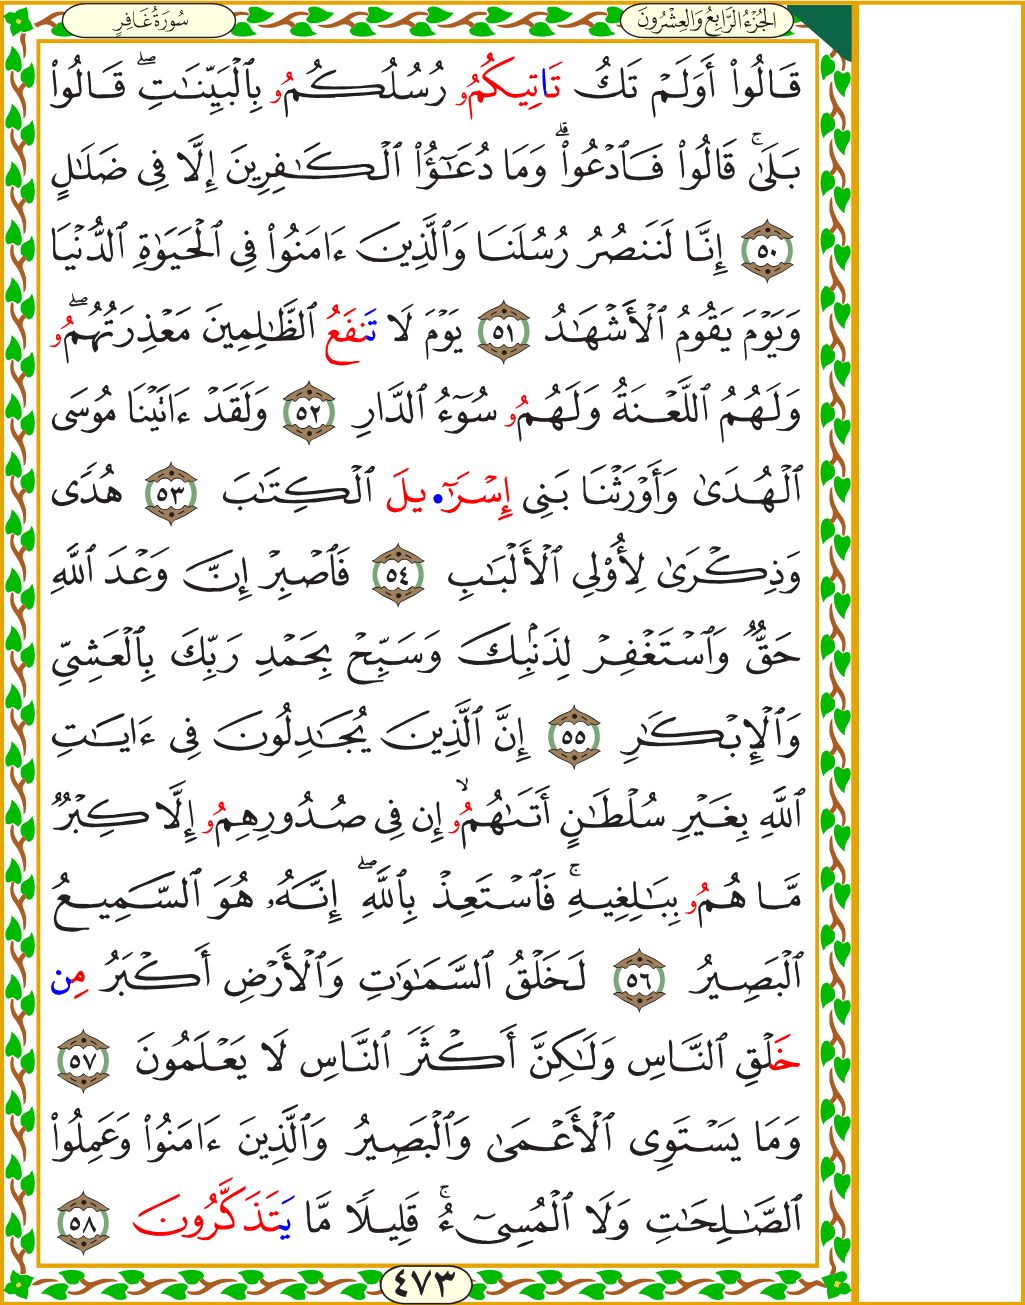 الجُزْءُ الرَّابِعُ وَالعِشْرُونَ
سُورَةُ غَافِرٍ
قَالُوا۟ أَوَلَمْ تَكُ تَاتِيكُمُۥ رُسُلُكُمُۥ بِٱلْبَيِّنَٰتِۖ قَالُوا۟
بَلَىٰۚ قَالُوا۟ فَٱدْعُوا۟ۗ وَمَا دُعَٰٓؤُا۟ ٱلْكَٰفِرِينَ إِلَّا فِى ضَلَٰلٍ
٥٠ إِنَّا لَنَنصُرُ رُسُلَنَا وَٱلَّذِينَ ءَامَنُوا۟ فِى ٱلْحَيَوٰةِ ٱلدُّنْيَا
وَيَوْمَ يَقُومُ ٱلْأَشْهَٰدُ ٥١ يَوْمَ لَا تَنفَعُ ٱلظَّٰلِمِينَ مَعْذِرَتُهُمُۥۖ
وَلَهُمُ ٱللَّعْنَةُ وَلَهُمُۥ سُوٓءُ ٱلدَّارِ ٥٢ وَلَقَدْ ءَاتَيْنَا مُوسَى
ٱلْهُدَىٰ وَأَوْرَثْنَا بَنِى إِسْرَٰٓ•يلَ ٱلْكِتَٰبَ ٥٣ هُدًى
وَذِكْرَىٰ لِأُو۟لِى ٱلْأَلْبَٰبِ ٥٤ فَٱصْبِرْ إِنَّ وَعْدَ ٱللَّهِ
حَقٌّ وَٱسْتَغْفِرْ لِذَنۢبِكَ وَسَبِّحْ بِحَمْدِ رَبِّكَ بِٱلْعَشِىِّ
وَٱلْإِبْكَٰرِ ٥٥ إِنَّ ٱلَّذِينَ يُجَٰدِلُونَ فِى ءَايَٰتِ
ٱللَّهِ بِغَيْرِ سُلْطَٰنٍ أَتَىٰهُمُۥۙ إِن فِى صُدُورِهِمُۥ إِلَّا كِبْرٌ
مَّا هُمُۥ بِبَٰلِغِيهِۚ فَٱسْتَعِذْ بِٱللَّهِۖ إِنَّهُۥ هُوَ ٱلسَّمِيعُ
ٱلْبَصِيرُ ٥٦ لَخَلْقُ ٱلسَّمَٰوَٰتِ وَٱلْأَرْضِ أَكْبَرُ مِن
خَلْقِ ٱلنَّاسِ وَلَٰكِنَّ أَكْثَرَ ٱلنَّاسِ لَا يَعْلَمُونَ ٥٧
وَمَا يَسْتَوِى ٱلْأَعْمَىٰ وَٱلْبَصِيرُ وَٱلَّذِينَ ءَامَنُوا۟ وَعَمِلُوا۟
ٱلصَّٰلِحَٰتِ وَلَا ٱلْمُسِىٓءُۚ قَلِيلًا مَّا يَتَذَكَّرُونَ ٥٨
٤٧٣